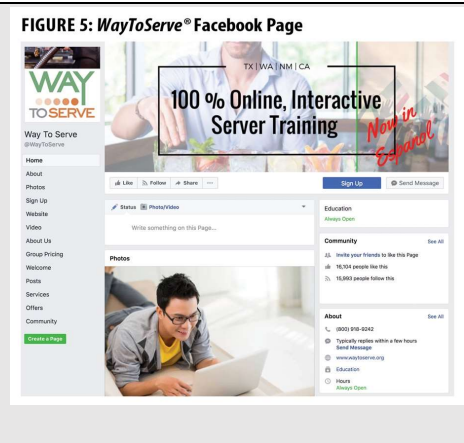 FIGURE 5: WayToServe® Facebook Page
WAY
TO SERVE
Way To Serve
@WayToServe
Home
About
Photos
Sign Up
Website
Video
About Us
Group Pricing
Welcome
Posts
Services
Offers
Community
Create a Page
TX | WA | NM | CA
100 % Online, Interactive
Server Training
Now in
Espanol
Like Follow Share
Sign Up Send Message
Status Photo/Video
Write something on this Page...
Photos
Education
Always Open
Community See All
Invite your friends to like this Page
16,104 people like this
15,993 people follow this
About See All
(800) 918-9242
Typically replies within a few hours
Send Message
www.waytoserve.org
Education
Hours
Always Open